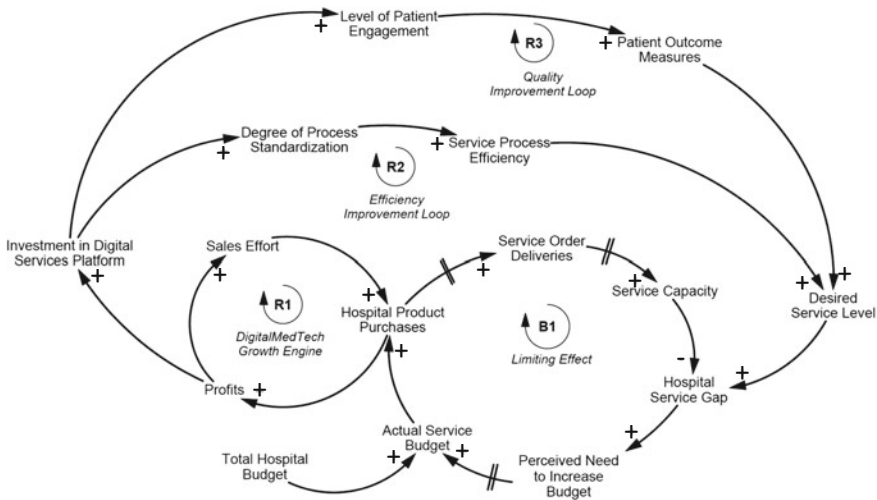 Level of Patient
Engagement
+
R3
+
Patient Outcome
Measures
Quality
Improvement Loop
Degree of Process
Standardization
+
+
Service Process
Efficiency
R2
Efficiency
Improvement Loop
Investment in Digital
Services Platform
+
Sales Effort
+
Service Order
Deliveries
+
+
Service Capacity
+
+
Desired
Service Level
+
Hospital Product
Purchases
R1
DigitalMedTech
Growth Engine
B1
Limiting Effect
+
-
+
Hospital
Service Gap
Profits
+
Actual Service
Budget
+
+
+
Total Hospital
Budget
Perceived Need
to Increase
Budget